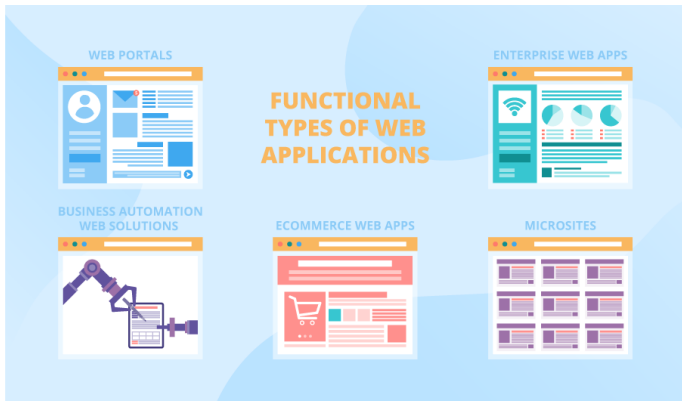 WEB PORTALS
ENTERPRISE WEB APPS
FUNCTIONAL
TYPES OF WEB
APPLICATIONS
BUSINESS AUTOMATION
WEB SOLUTIONS
ECOMMERCE WEB APPS
MICROSITES